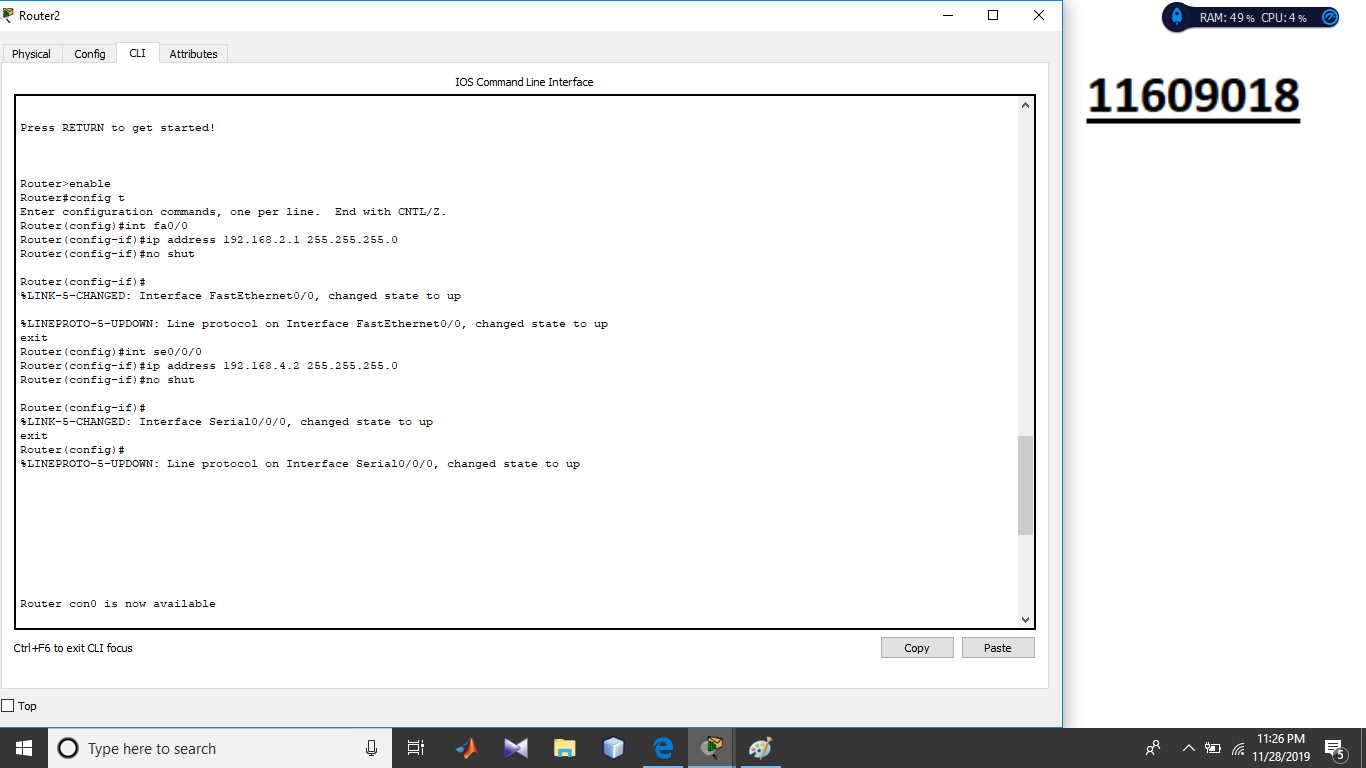 Router2
RAM: 49 % CPU: 4 %
Physical Config CLI Attributes
IOS Command Line Interface
11609018
Press RETURN to get started!
Router>enable
Router#config t
Enter configuration commands, one per line.  End with CNTL/Z.
Router(config)#int fa0/0
Router(config-if)#ip address 192.168.2.1 255.255.255.0
Router(config-if)#no shut
Router(config-if)#
%LINK-5-CHANGED: Interface FastEthernet0/0, changed state to up
%LINEPROTO-5-UPDOWN: Line protocol on Interface FastEthernet0/0, changed state to up
exit
Router(config)#int se0/0/0
Router(config-if)#ip address 192.168.4.2 255.255.255.0
Router(config-if)#no shut
Router(config-if)#
%LINK-5-CHANGED: Interface Serial0/0/0, changed state to up
exit
Router(config)#
%LINEPROTO-5-UPDOWN: Line protocol on Interface Serial0/0/0, changed state to up
Router con0 is now available
Ctrl+F6 to exit CLI focus
Copy Paste
Top
Type here to search
11:26 PM
11/28/2019
5